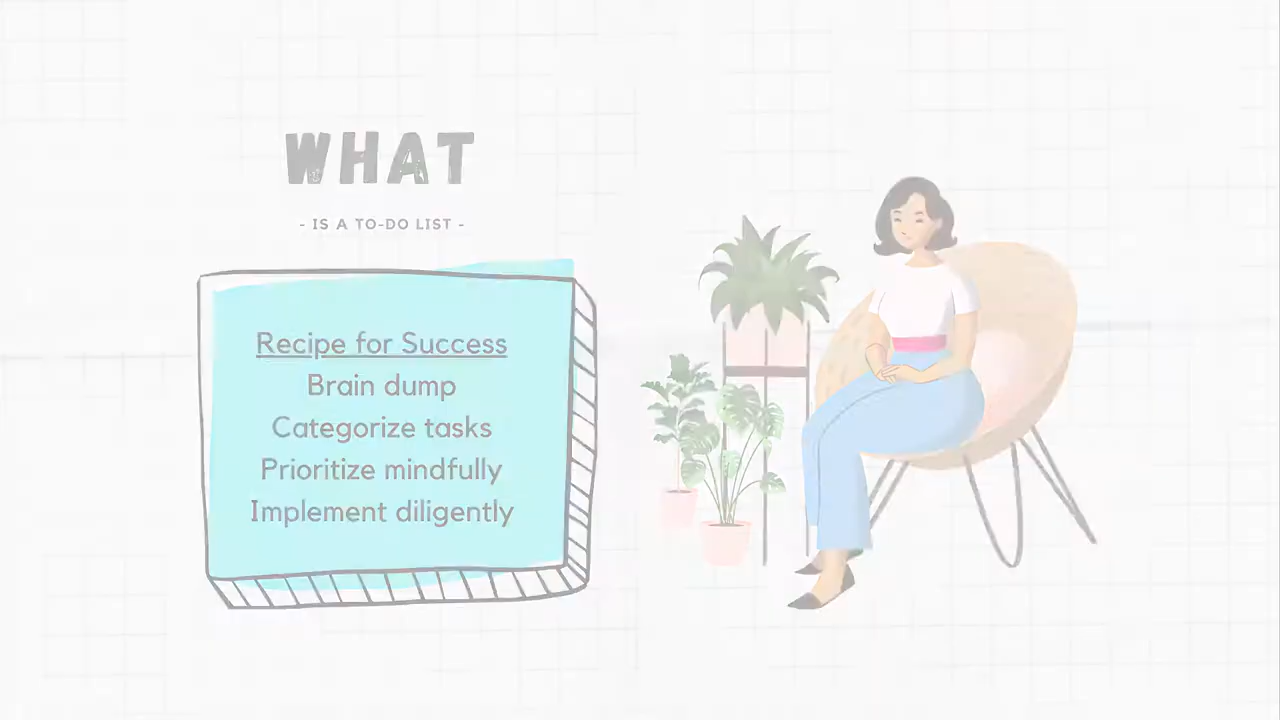 WHAT
- IS A TO-DO LIST -
Recipe for Success
Brain dump
Categorize tasks
Prioritize mindfully
Implement diligently